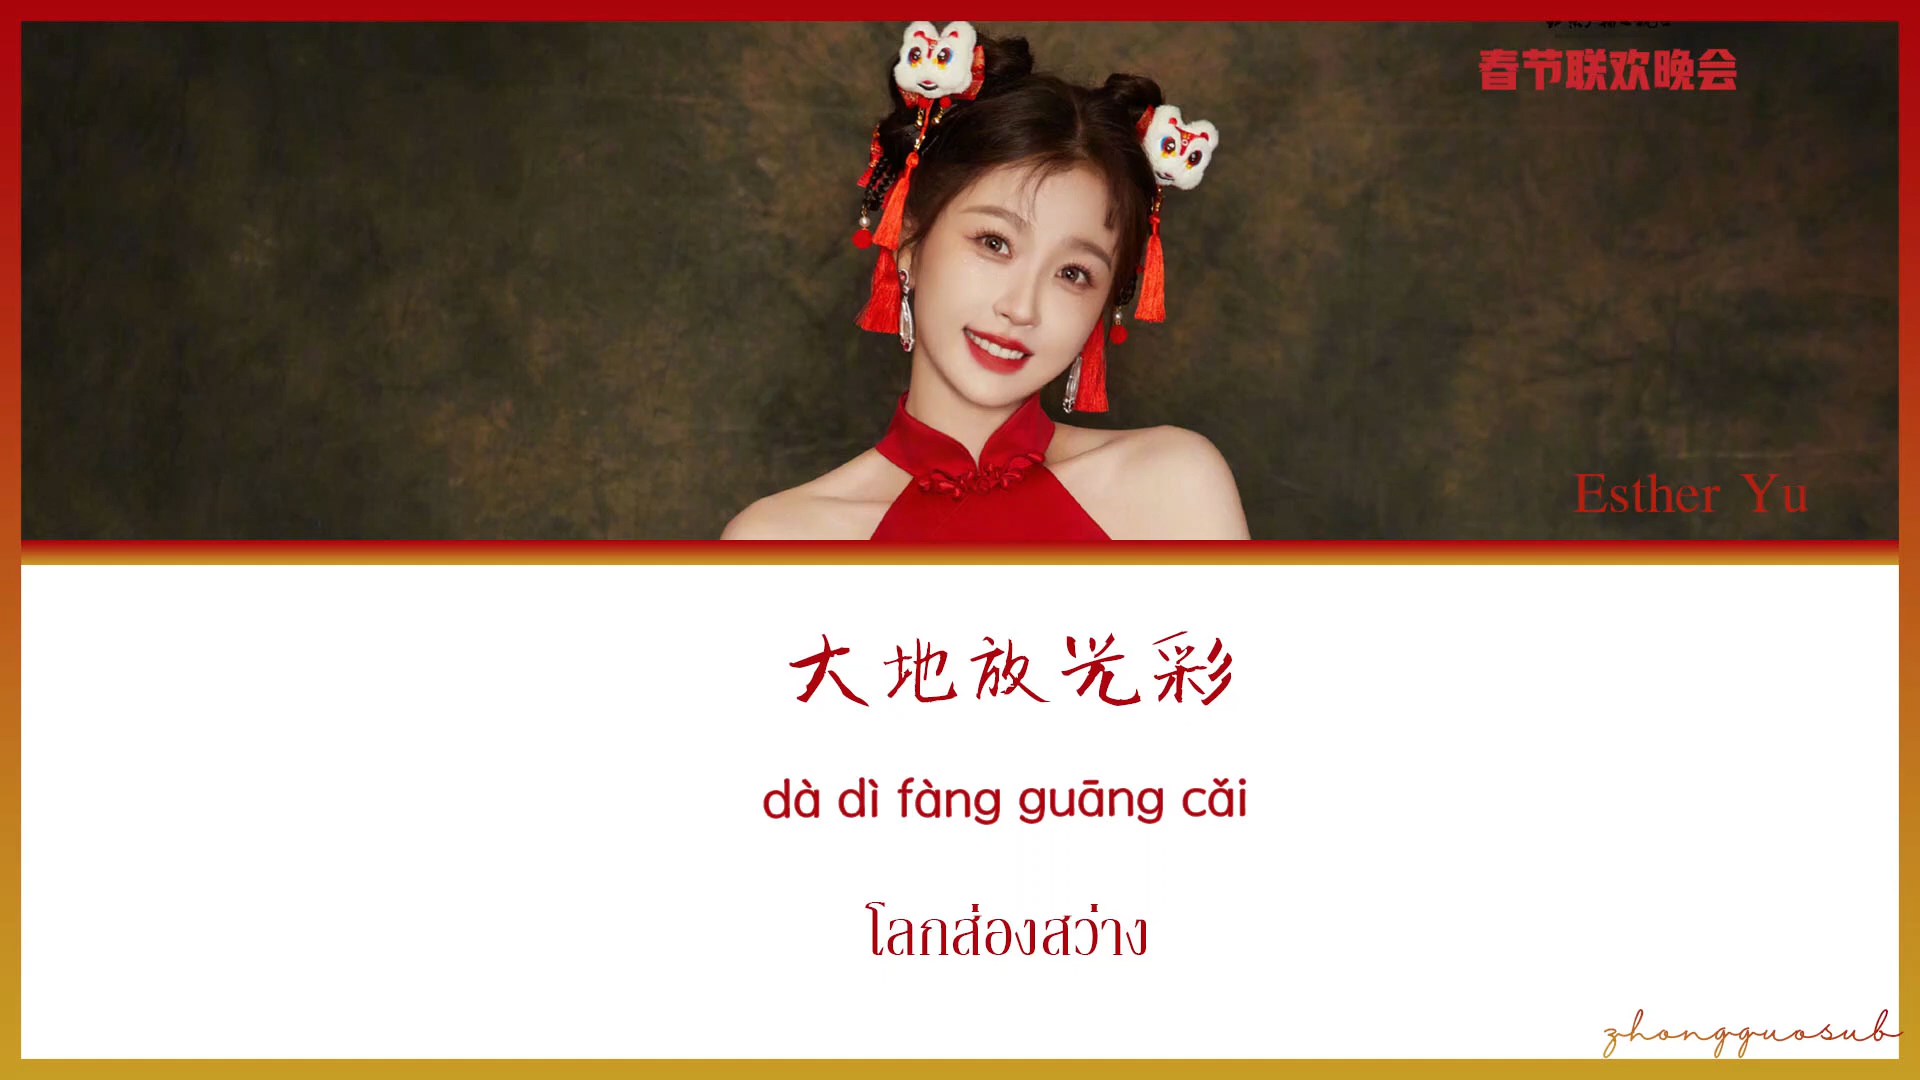 春节联欢晚会
Esther Yu
大地放光彩
dà dì fàng guāng cǎi
โลกส่องสว่าง
zhongguosub